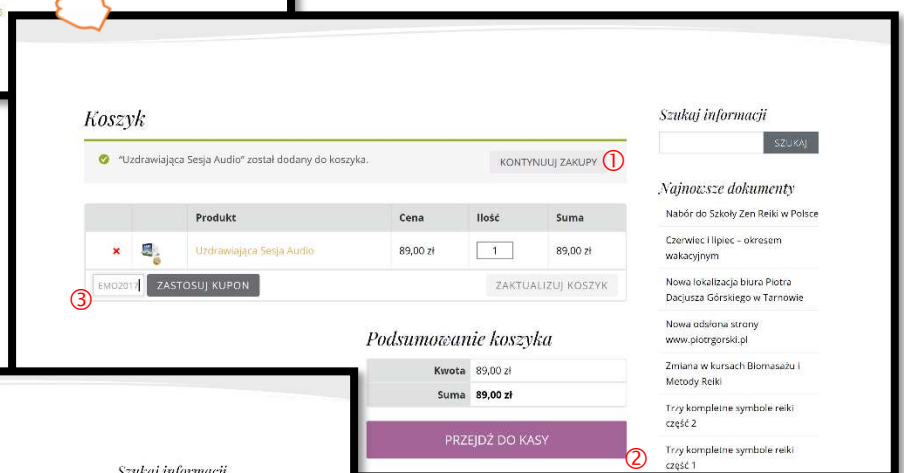 Koszyk
"Uzdrawiająca Sesja Audio" został dodany do koszyka.
KONTYNUUJ ZAKUPY ①
Produkt Cena Ilość Suma
× Uzdrawiająca Sesja Audio 89,00 zł 1 89,00 zł
③ EMO2017 ZASTOSUJ KUPON ZAKTUALIZUJ KOSZYK
Podsumowanie koszyka
Kwota 89,00 zł
Suma 89,00 zł
PRZEJDŹ DO KASY ②
Szukaj informacji
SZUKAJ
Najnowsze dokumenty
Nabór do Szkoły Zen Reiki w Polsce
Czerwiec i lipiec – okresem
wakacyjnym
Nowa lokalizacja biura Piotra
Dacjusza Górskiego w Tarnowie
Nowa odsłona strony
www.piotrgorski.pl
Zmiana w kursach Biomasażu i
Metody Reiki
Trzy kompletne symbole reiki
część 2
Trzy kompletne symbole reiki
część 1
Szukaj informacji